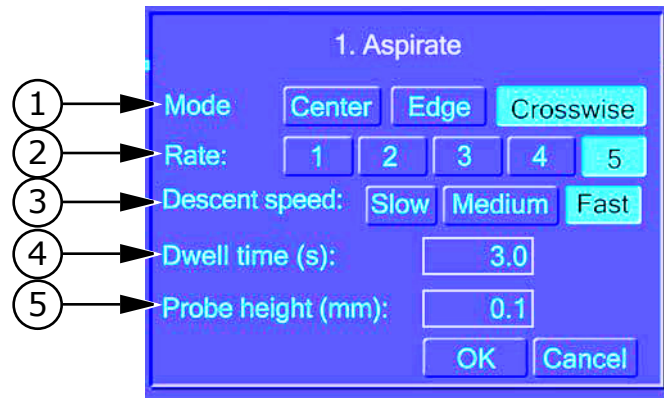 1. Aspirate
1 Mode Center Edge Crosswise
2 Rate: 1 2 3 4 5
3 Descent speed: Slow Medium Fast
4 Dwell time (s): 3.0
5 Probe height (mm): 0.1
OK Cancel